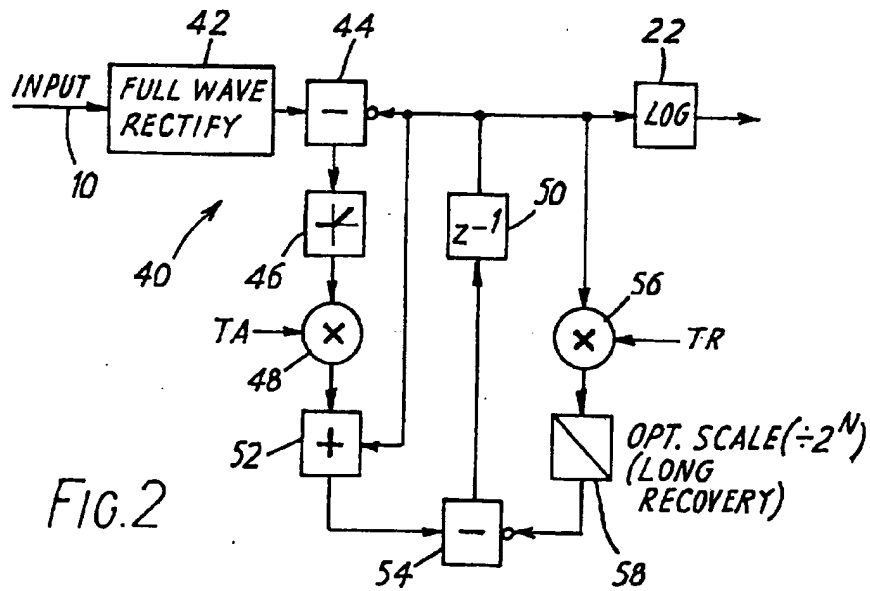 42
44
22
INPUT
FULL WAVE
RECTIFY
−
LOG
10
50
z−1
46
40
56
TA
×
×
TR
48
52
+
OPT. SCALE(÷2^N)
(LONG
RECOVERY)
FIG.2
−
54
58